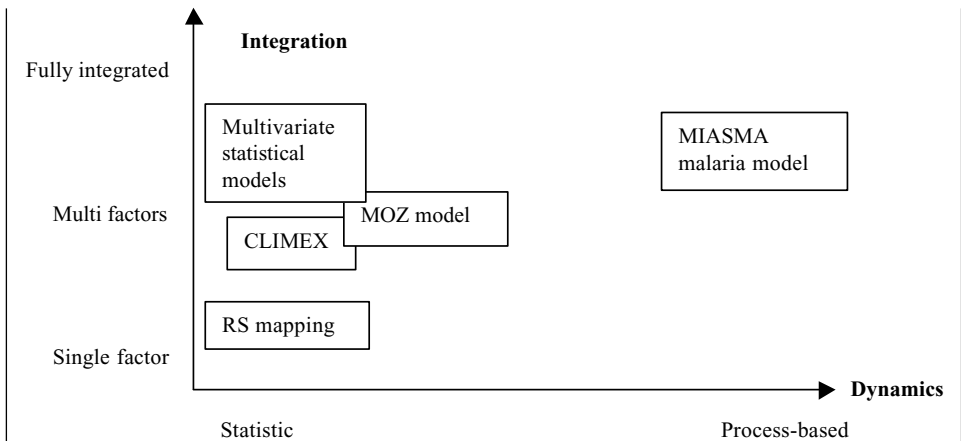 Integration
Fully integrated
Multivariate
statistical
models
MIASMA
malaria model
Multi factors
MOZ model
CLIMEX
RS mapping
Single factor
Dynamics
Statistic
Process-based